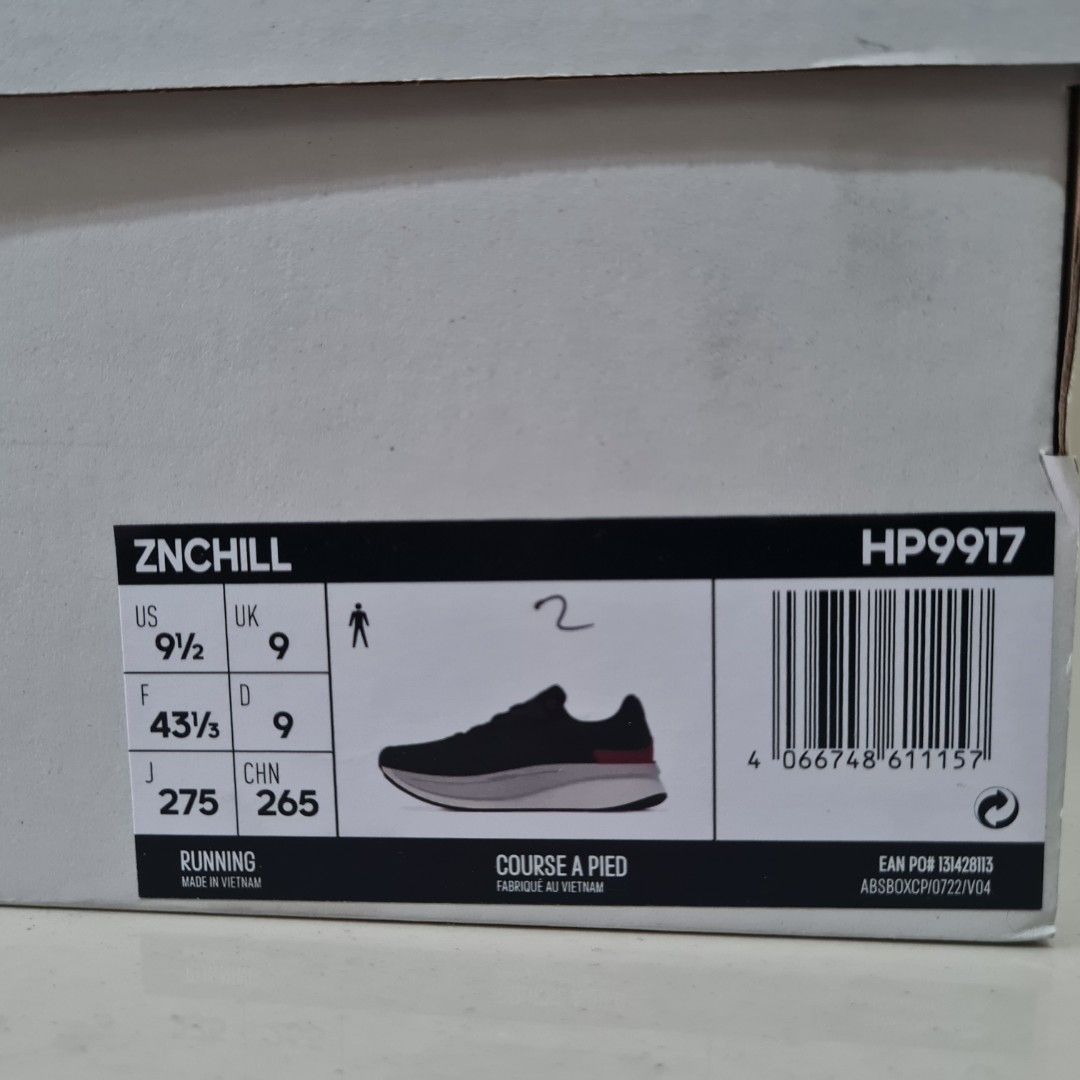 ZNCHILL HP9917
US 9½ UK 9
2
F 43⅓ D 9
J 275 CHN 265
4 066748 611157
RUNNING
MADE IN VIETNAM
COURSE A PIED
FABRIQUÉ AU VIETNAM
EAN PO# 131428113
ABSBOXCP/0722/V04